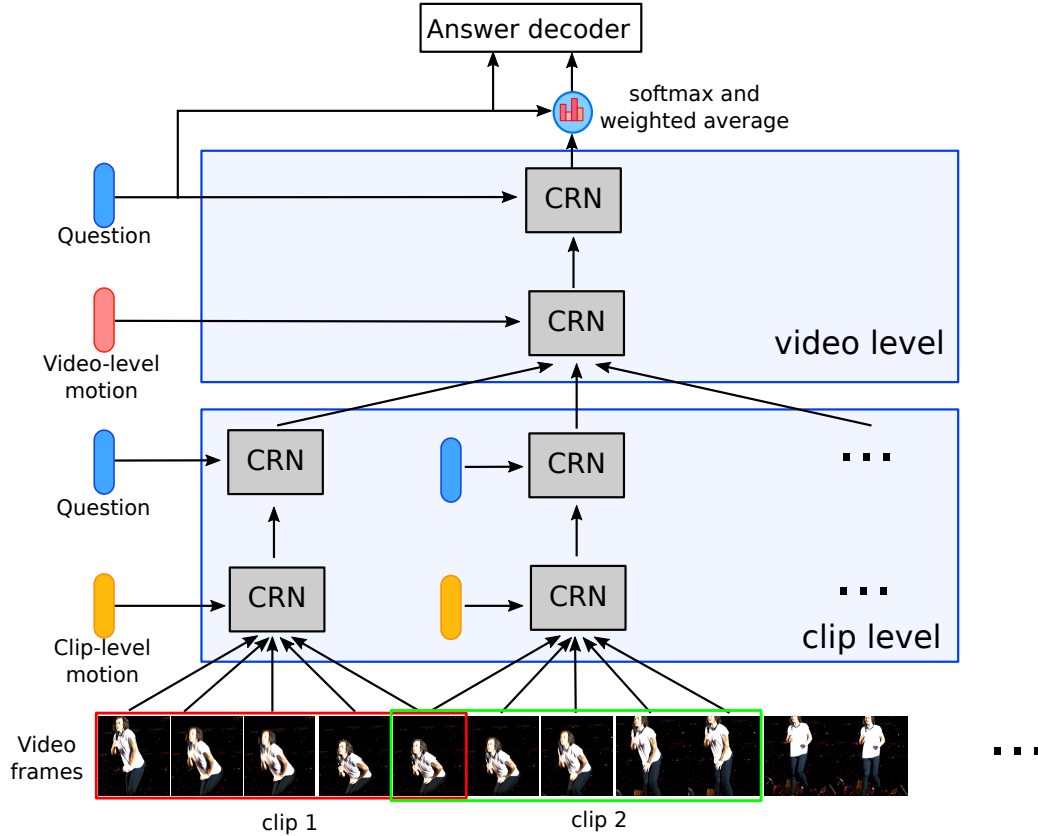 Answer decoder
softmax and
weighted average
CRN
Question
CRN
video level
Video-level
motion
CRN
CRN
...
Question
CRN
CRN
...
clip level
Clip-level
motion
Video
frames
...
clip 1
clip 2